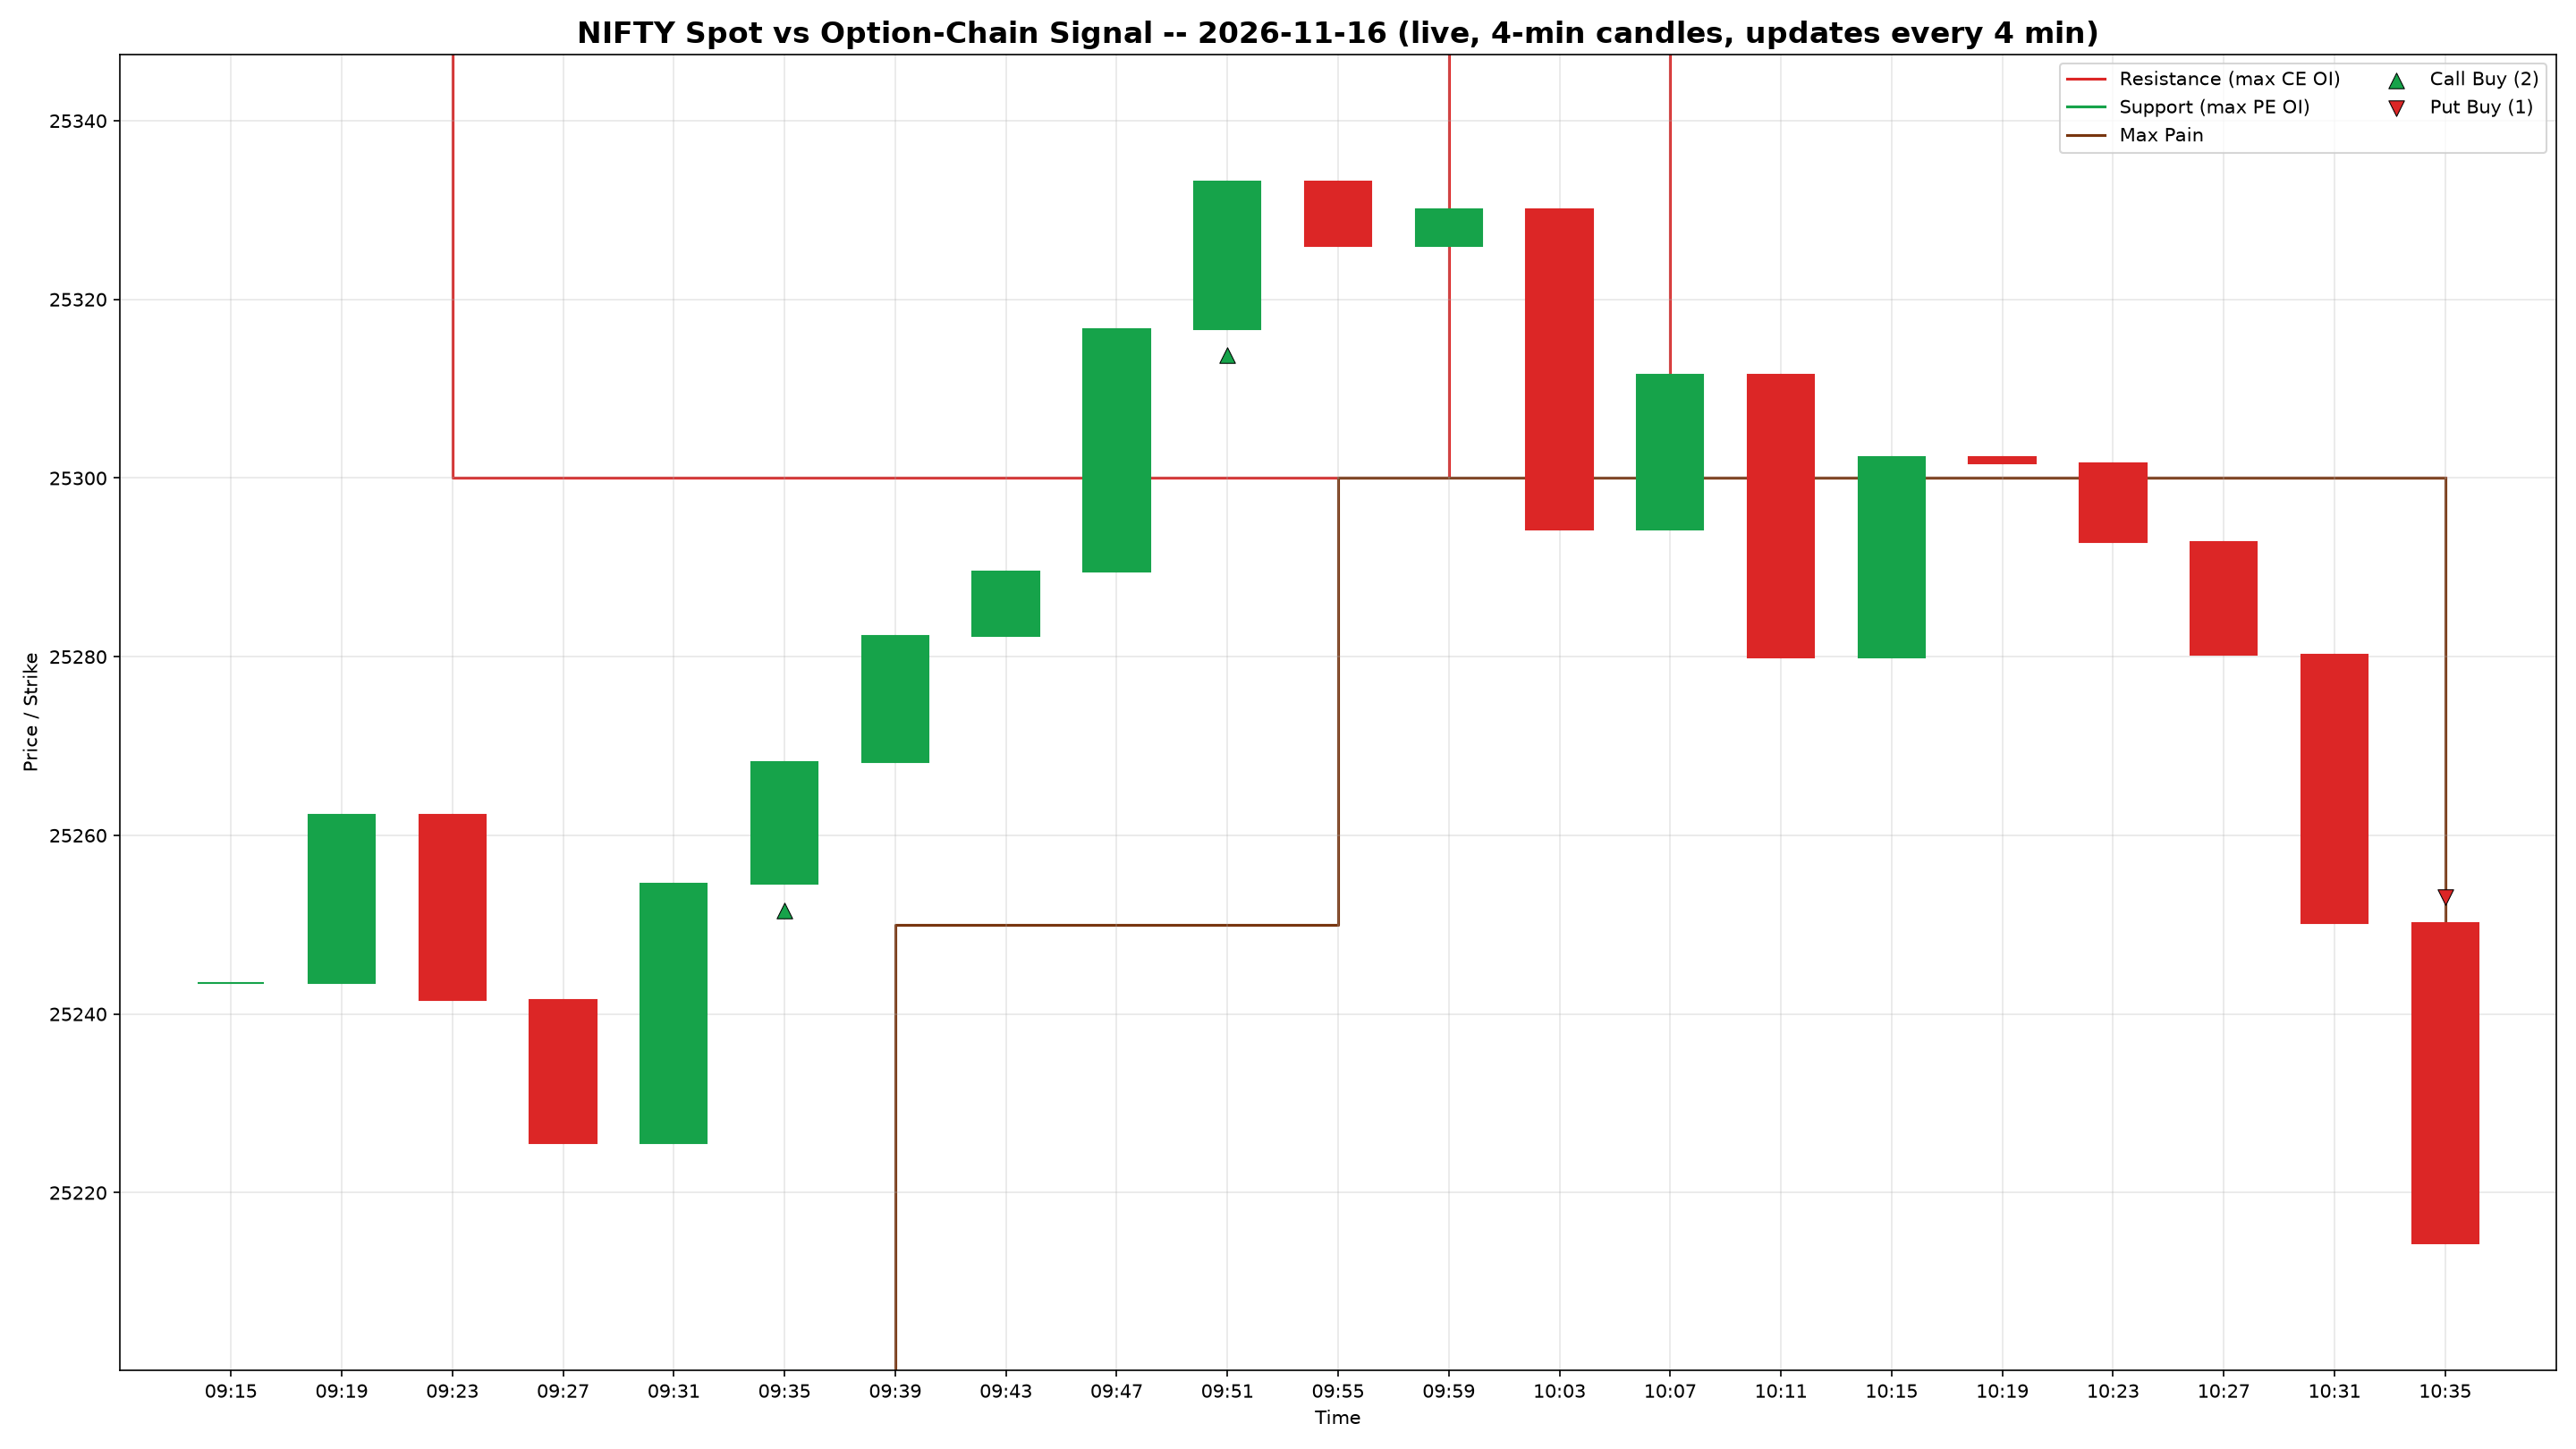 NIFTY Spot vs Option-Chain Signal -- 2026-11-16 (live, 4-min candles, updates every 4 min)
Resistance (max CE OI)
Support (max PE OI)
Max Pain
Call Buy (2)
Put Buy (1)
Price / Strike
25340
25320
25300
25280
25260
25240
25220
09:15 09:19 09:23 09:27 09:31 09:35 09:39 09:43 09:47 09:51 09:55 09:59 10:03 10:07 10:11 10:15 10:19 10:23 10:27 10:31 10:35
Time